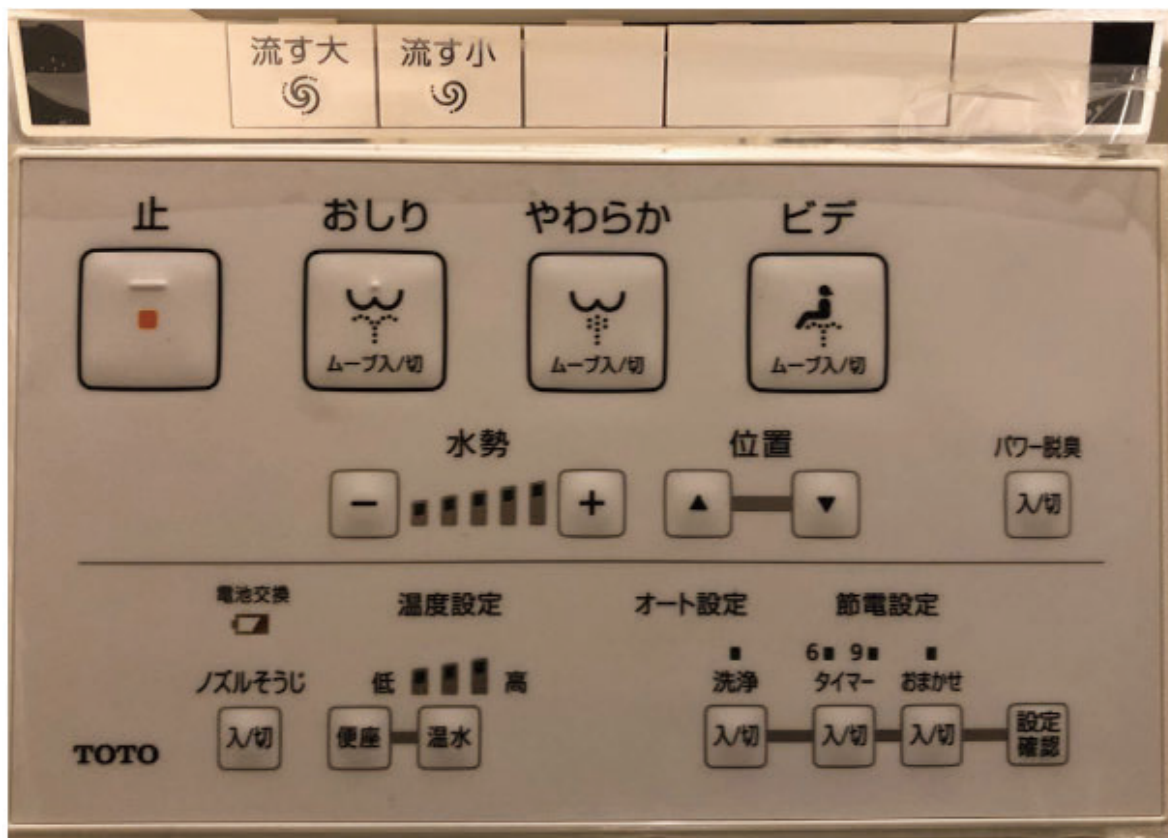 流す大
流す小
止
おしり
やわらか
ビデ
ムーブ入/切
ムーブ入/切
ムーブ入/切
水勢
位置
パワー脱臭
−
+
▲
▼
入/切
電池交換
温度設定
オート設定
節電設定
6 9
ノズルそうじ
低
高
洗浄
タイマー
おまかせ
入/切
便座
温水
入/切
入/切
入/切
設定
確認
TOTO